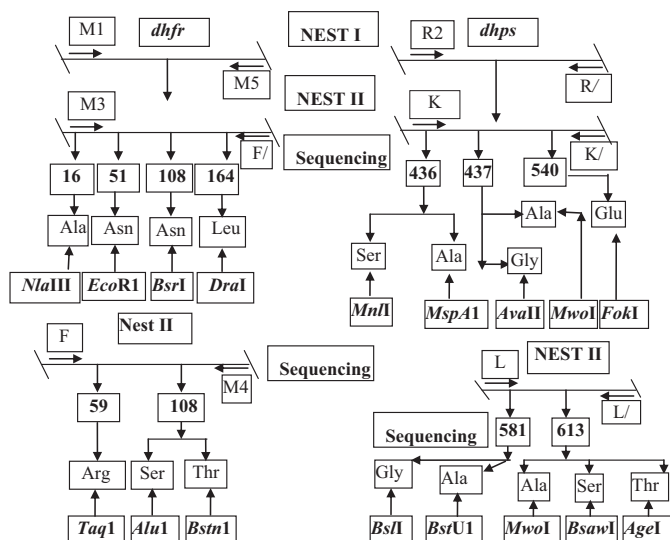 M1 dhfr NEST I R2 dhps
M5 R/
M3 NEST II K
F/ Sequencing K/
16 51 108 164 436 437 540
Ala Asn Asn Leu Ser Ala Ala Gly Glu
NlaIII EcoR1 BsrI DraI MnlI MspA1 AvaII MwoI FokI
Nest II
F M4 Sequencing
NEST II
L L/
59 108 Sequencing 581 613
Arg Ser Thr Gly Ala Ala Ser Thr
Taq1 Alu1 Bstn1 BslI BstU1 MwoI BsawI AgeI